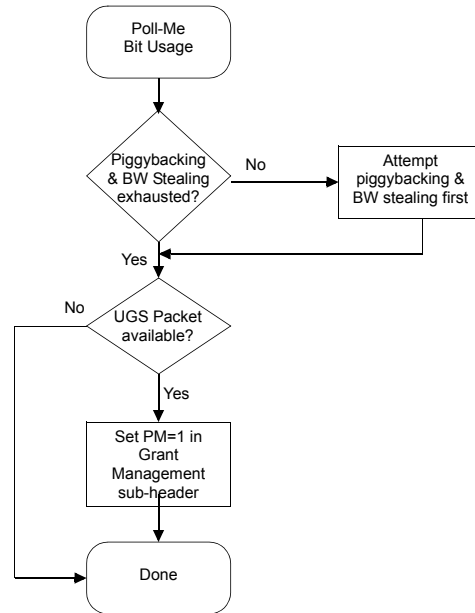 Poll-Me
Bit Usage
Piggybacking
& BW Stealing
exhausted?
No
Attempt
piggybacking &
BW stealing first
Yes
No
UGS Packet
available?
Yes
Set PM=1 in
Grant
Management
sub-header
Done